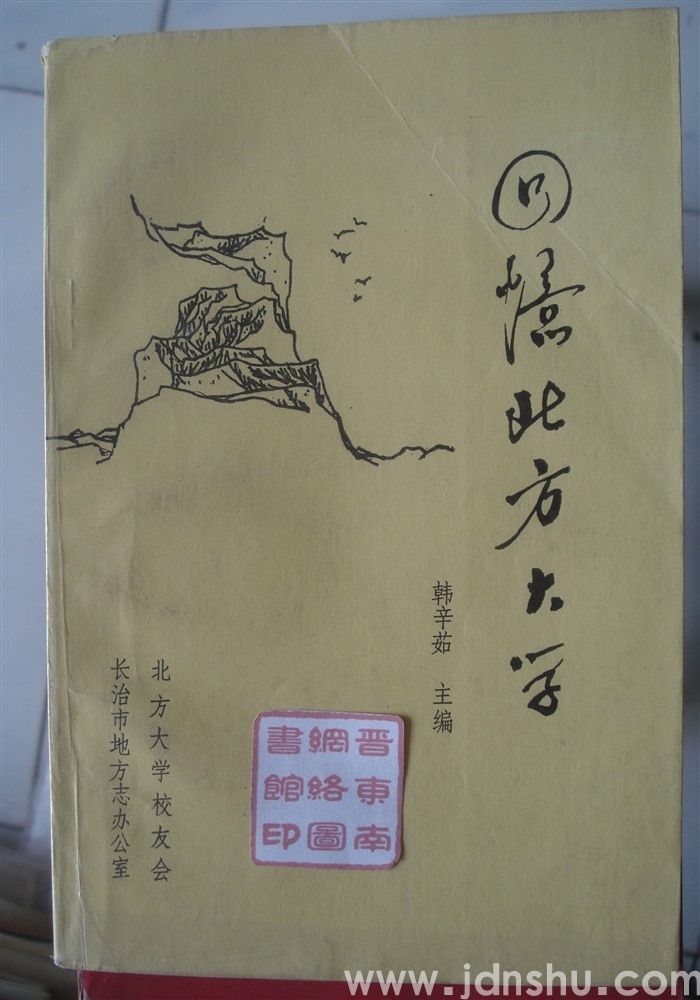 回憶北方大学
韩辛茹 主编
北方大学校友会
长治市地方志办公室
晋東南
網絡圖
書館印
www.jdnshu.com